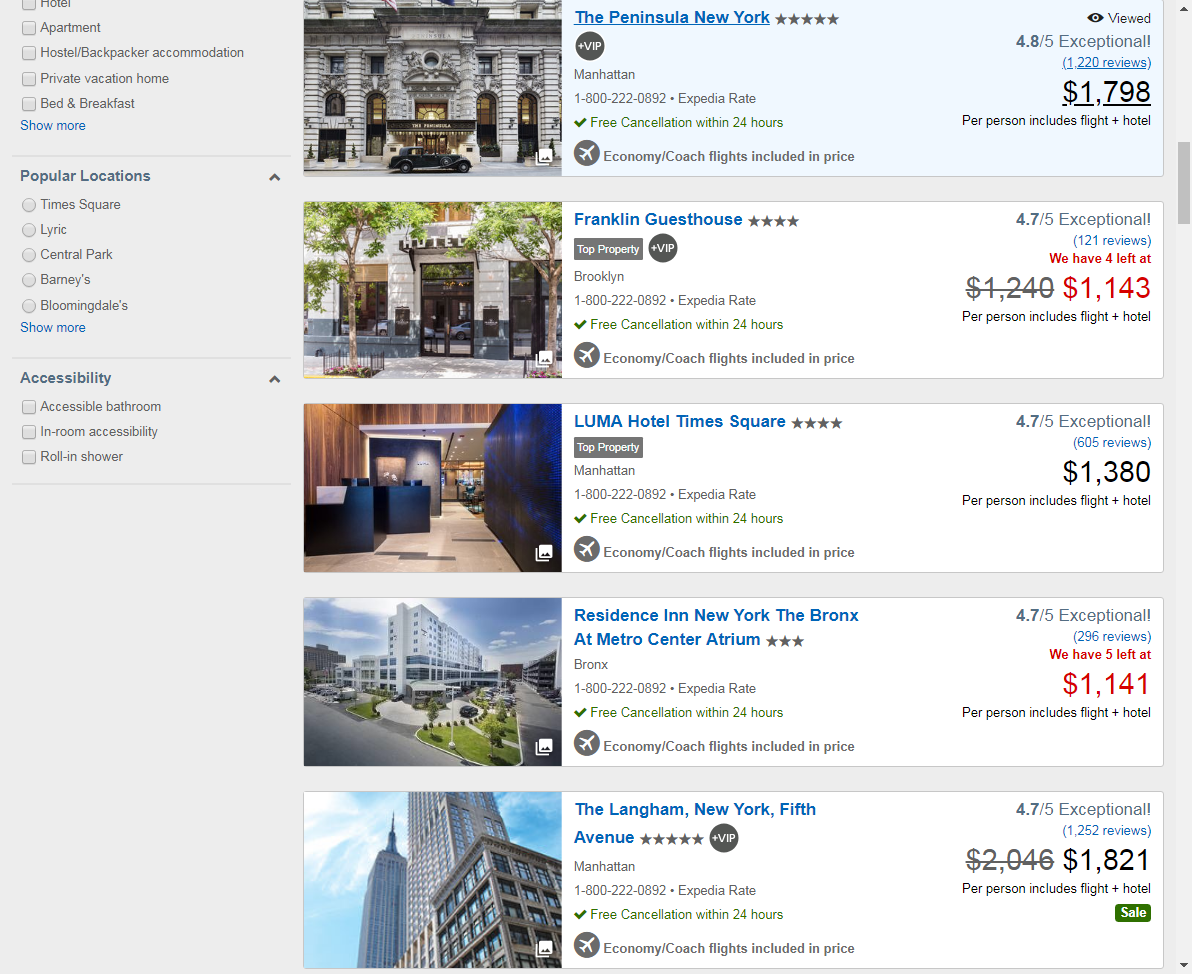 Hotel
Apartment
Hostel/Backpacker accommodation
Private vacation home
Bed & Breakfast
Show more
Popular Locations
Times Square
Lyric
Central Park
Barney's
Bloomingdale's
Show more
Accessibility
Accessible bathroom
In-room accessibility
Roll-in shower
THE PENINSULA
The Peninsula New York
+VIP
Manhattan
1-800-222-0892 • Expedia Rate
Free Cancellation within 24 hours
Economy/Coach flights included in price
Viewed
4.8/5 Exceptional!
(1,220 reviews)
$1,798
Per person includes flight + hotel
HOTEL
Franklin Guesthouse
Top Property +VIP
Brooklyn
1-800-222-0892 • Expedia Rate
Free Cancellation within 24 hours
Economy/Coach flights included in price
4.7/5 Exceptional!
(121 reviews)
We have 4 left at
$1,240 $1,143
Per person includes flight + hotel
LUMA Hotel Times Square
Top Property
Manhattan
1-800-222-0892 • Expedia Rate
Free Cancellation within 24 hours
Economy/Coach flights included in price
4.7/5 Exceptional!
(605 reviews)
$1,380
Per person includes flight + hotel
Residence Inn New York The Bronx
At Metro Center Atrium
Bronx
1-800-222-0892 • Expedia Rate
Free Cancellation within 24 hours
Economy/Coach flights included in price
4.7/5 Exceptional!
(296 reviews)
We have 5 left at
$1,141
Per person includes flight + hotel
The Langham, New York, Fifth
Avenue +VIP
Manhattan
1-800-222-0892 • Expedia Rate
Free Cancellation within 24 hours
Economy/Coach flights included in price
4.7/5 Exceptional!
(1,252 reviews)
$2,046 $1,821
Per person includes flight + hotel
Sale